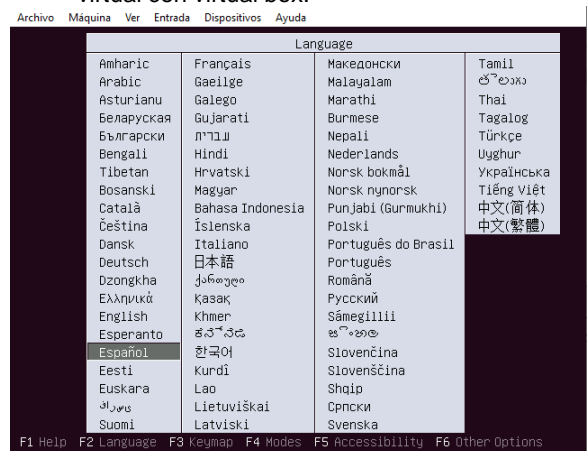 virtual con virtual box.
Archivo Máquina Ver Entrada Dispositivos Ayuda
Language
Amharic
Arabic
Asturianu
Беларуская
Български
Bengali
Tibetan
Bosanski
Català
Čeština
Dansk
Deutsch
Dzongkha
Ελληνικά
English
Esperanto
Español
Eesti
Euskara
فارسی
Suomi
Français
Gaeilge
Galego
Gujarati
עברית
Hindi
Hrvatski
Magyar
Bahasa Indonesia
Íslenska
Italiano
日本語
ქართული
Қазақ
Khmer
ಕನ್ನಡ
한국어
Kurdî
Lao
Lietuviškai
Latviski
Македонски
Malayalam
Marathi
Burmese
Nepali
Nederlands
Norsk bokmål
Norsk nynorsk
Punjabi (Gurmukhi)
Polski
Português do Brasil
Português
Română
Русский
Sámegillii
සිංහල
Slovenčina
Slovenščina
Shqip
Српски
Svenska
Tamil
తెలుగు
Thai
Tagalog
Türkçe
Uyghur
Українська
Tiếng Việt
中文(简体)
中文(繁體)
F1 Help F2 Language F3 Keymap F4 Modes F5 Accessibility F6 Other Options